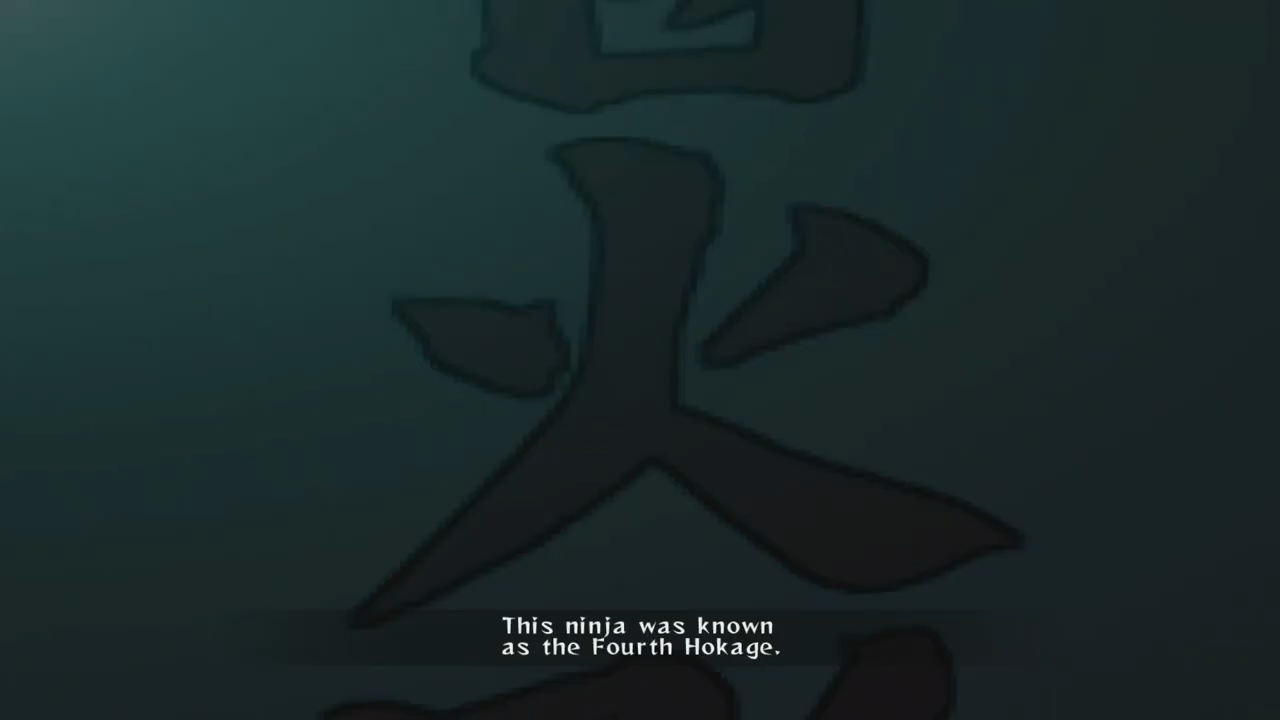 火
This ninja was known
as the Fourth Hokage.